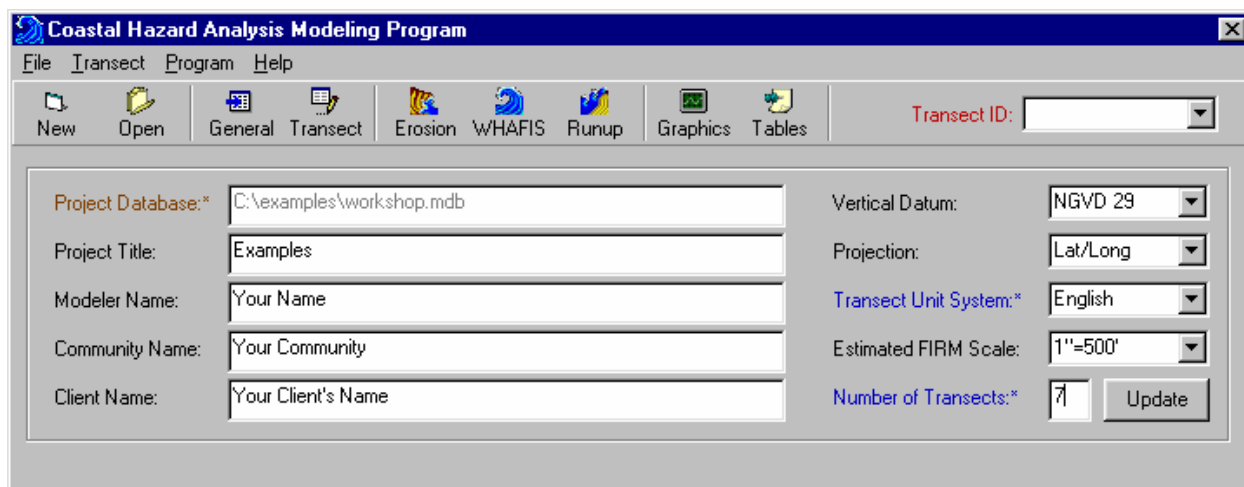 Coastal Hazard Analysis Modeling Program
File Transect Program Help
New Open General Transect Erosion WHAFIS Runup Graphics Tables Transect ID:
Project Database:* C:\examples\workshop.mdb Vertical Datum: NGVD 29
Project Title: Examples Projection: Lat/Long
Modeler Name: Your Name Transect Unit System:* English
Community Name: Your Community Estimated FIRM Scale: 1"=500'
Client Name: Your Client's Name Number of Transects:* 7 Update